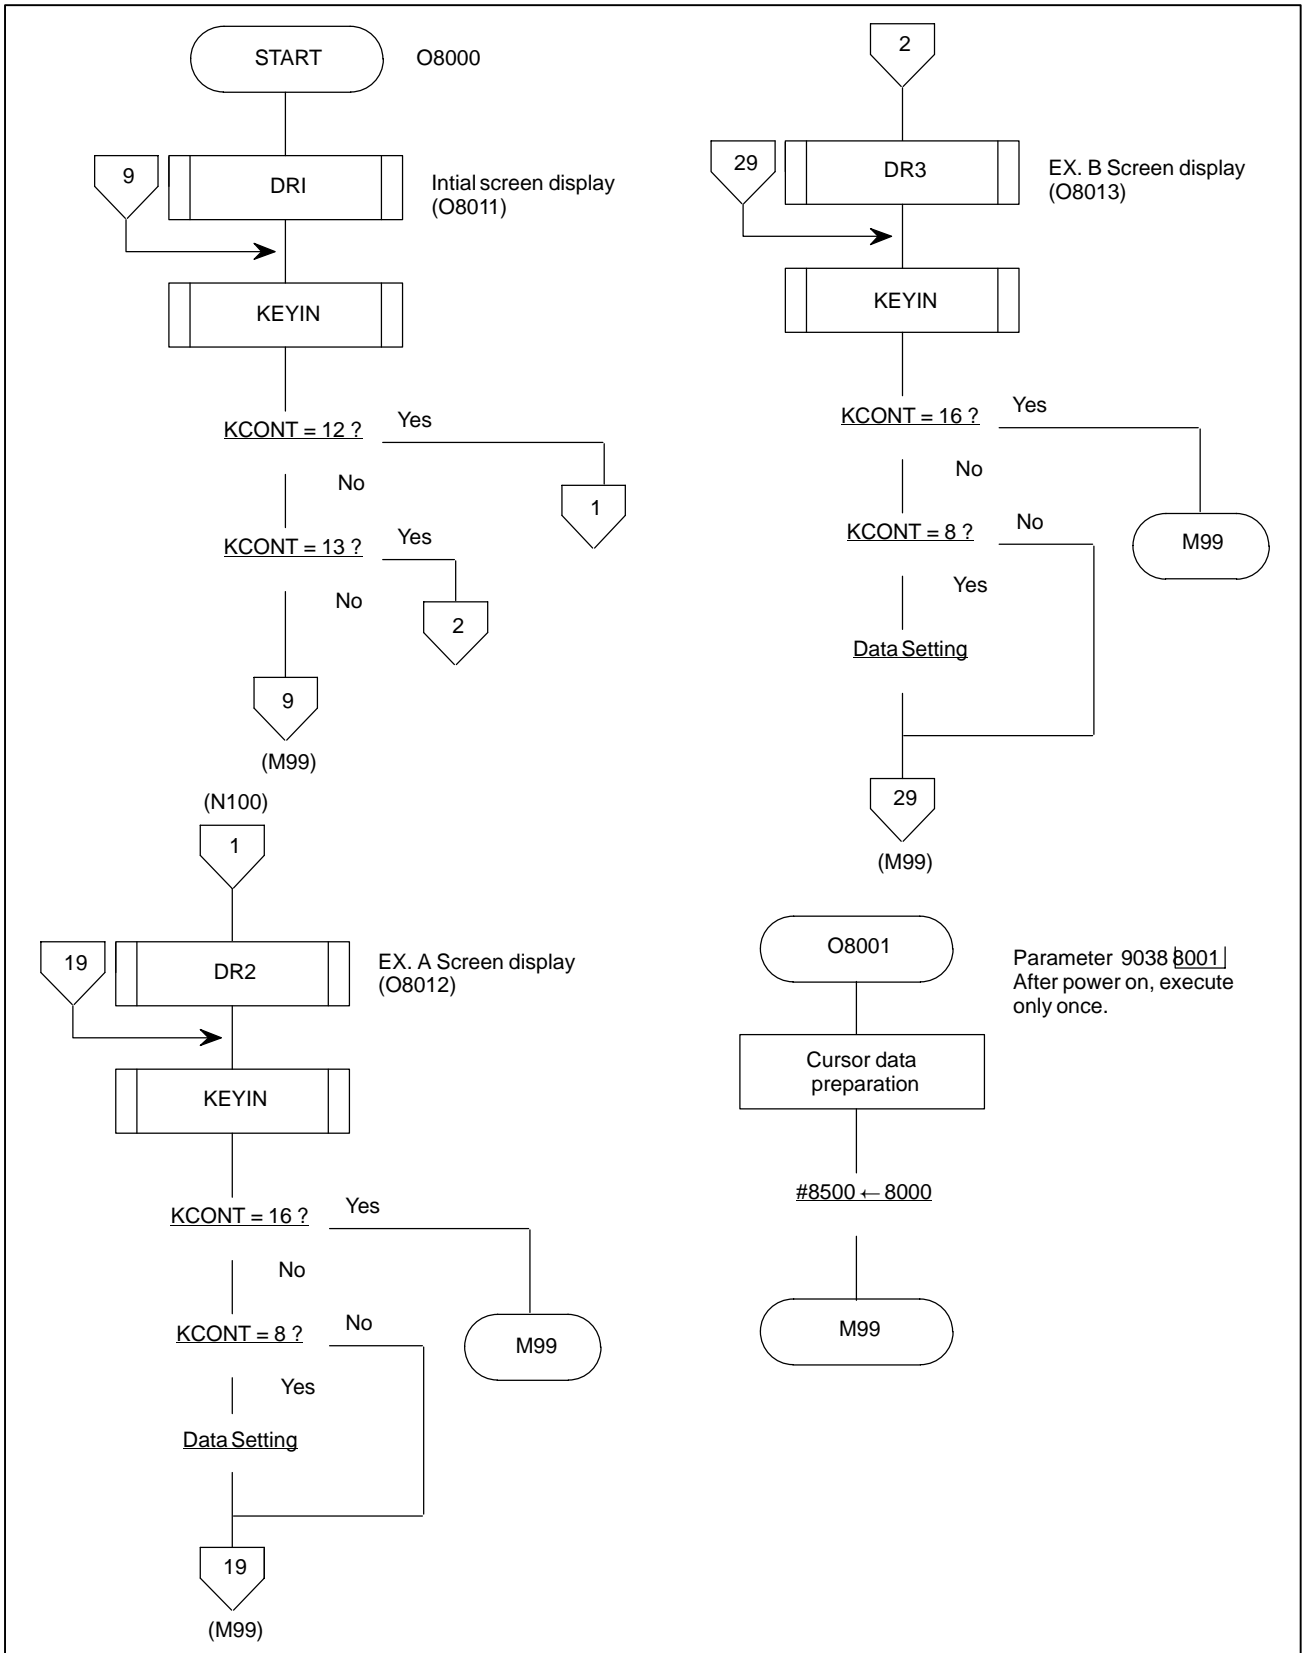 START
O8000
9
DRI
Intial screen display
(O8011)
KEYIN
KCONT = 12 ?
Yes
No
1
KCONT = 13 ?
Yes
No
2
9
(M99)
(N100)
1
19
DR2
EX. A Screen display
(O8012)
KEYIN
KCONT = 16 ?
Yes
No
KCONT = 8 ?
No
M99
Yes
Data Setting
19
(M99)
2
29
DR3
EX. B Screen display
(O8013)
KEYIN
KCONT = 16 ?
Yes
No
KCONT = 8 ?
No
M99
Yes
Data Setting
29
(M99)
O8001
Parameter 9038 8001
After power on, execute
only once.
Cursor data
preparation
#8500 ← 8000
M99